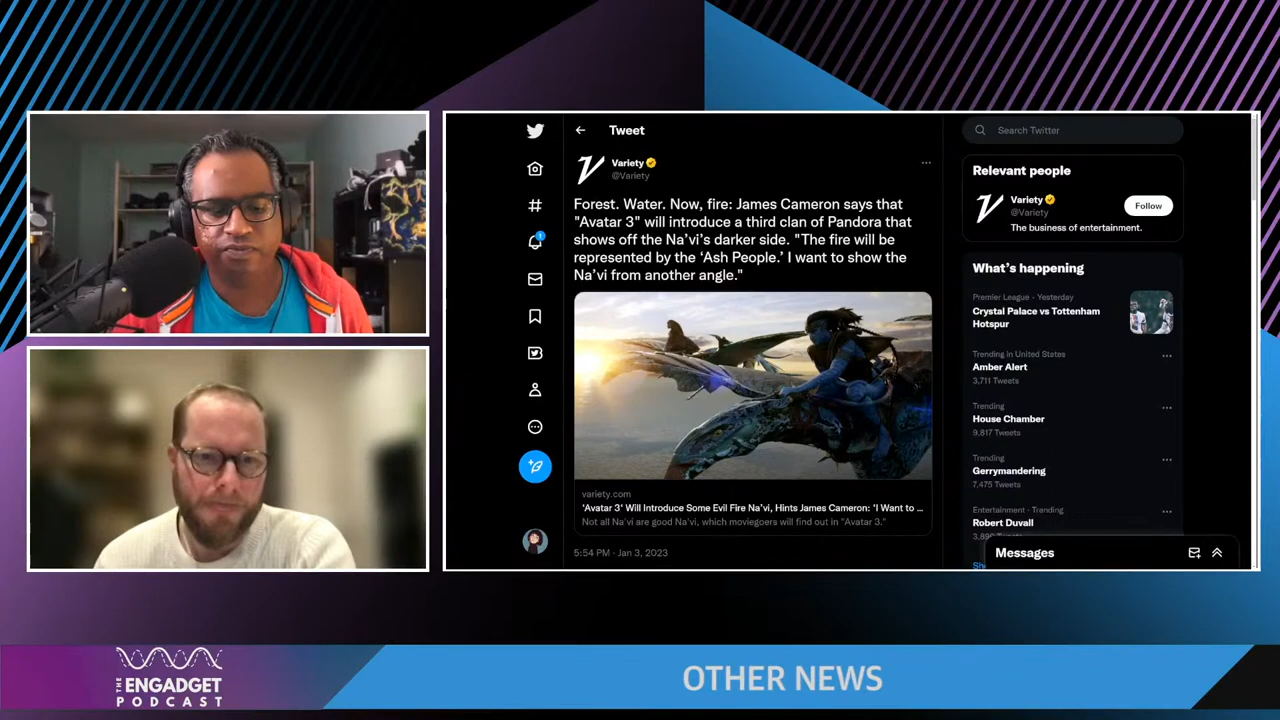 Tweet
Variety
@Variety
Forest. Water. Now, fire: James Cameron says that
"Avatar 3" will introduce a third clan of Pandora that
shows off the Na'vi's darker side. "The fire will be
represented by the 'Ash People.' I want to show the
Na'vi from another angle."
variety.com
'Avatar 3' Will Introduce Some Evil Fire Na'vi, Hints James Cameron: 'I Want to ...
Not all Na'vi are good Na'vi, which moviegoers will find out in "Avatar 3."
5:54 PM · Jan 3, 2023
1
Search Twitter
Relevant people
Variety
@Variety
Follow
The business of entertainment.
What's happening
Premier League · Yesterday
Crystal Palace vs Tottenham
Hotspur
Trending in United States
Amber Alert
3,711 Tweets
Trending
House Chamber
9,817 Tweets
Trending
Gerrymandering
7,475 Tweets
Entertainment · Trending
Robert Duvall
Messages
THE
ENGADGET
PODCAST
OTHER NEWS